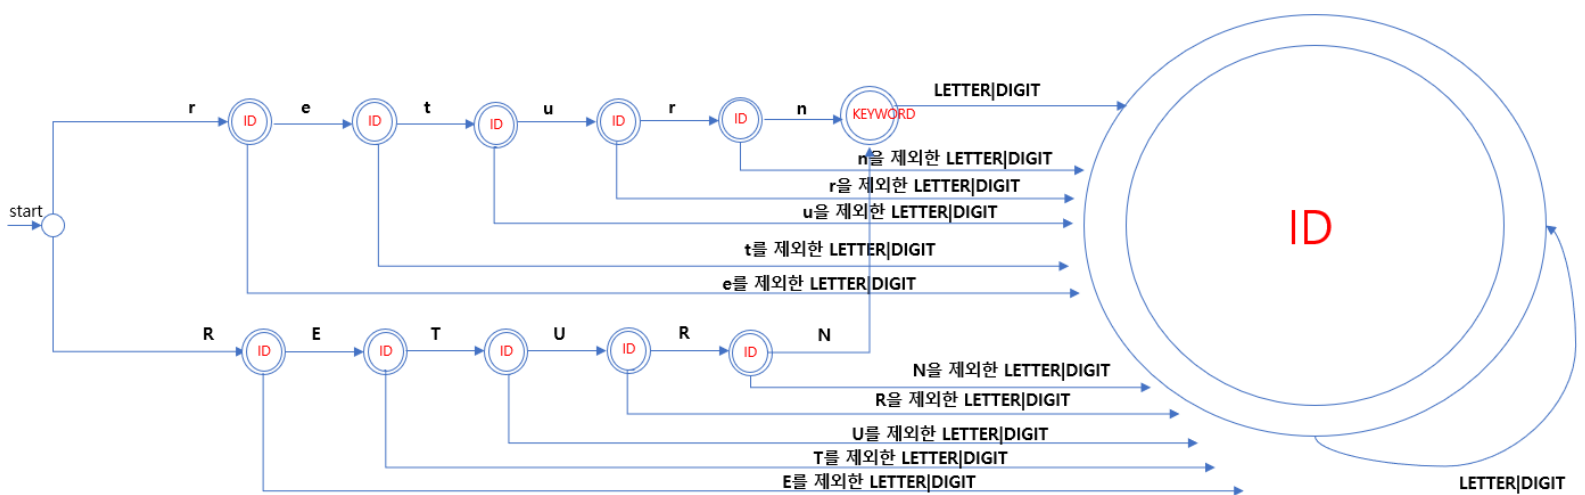 LETTER|DIGIT
r e t u r n
ID ID ID ID ID KEYWORD
n을 제외한 LETTER|DIGIT
r을 제외한 LETTER|DIGIT
u을 제외한 LETTER|DIGIT
start
ID
t를 제외한 LETTER|DIGIT
e를 제외한 LETTER|DIGIT
R E T U R N
ID ID ID ID ID
N을 제외한 LETTER|DIGIT
R을 제외한 LETTER|DIGIT
U를 제외한 LETTER|DIGIT
T를 제외한 LETTER|DIGIT
E를 제외한 LETTER|DIGIT
LETTER|DIGIT